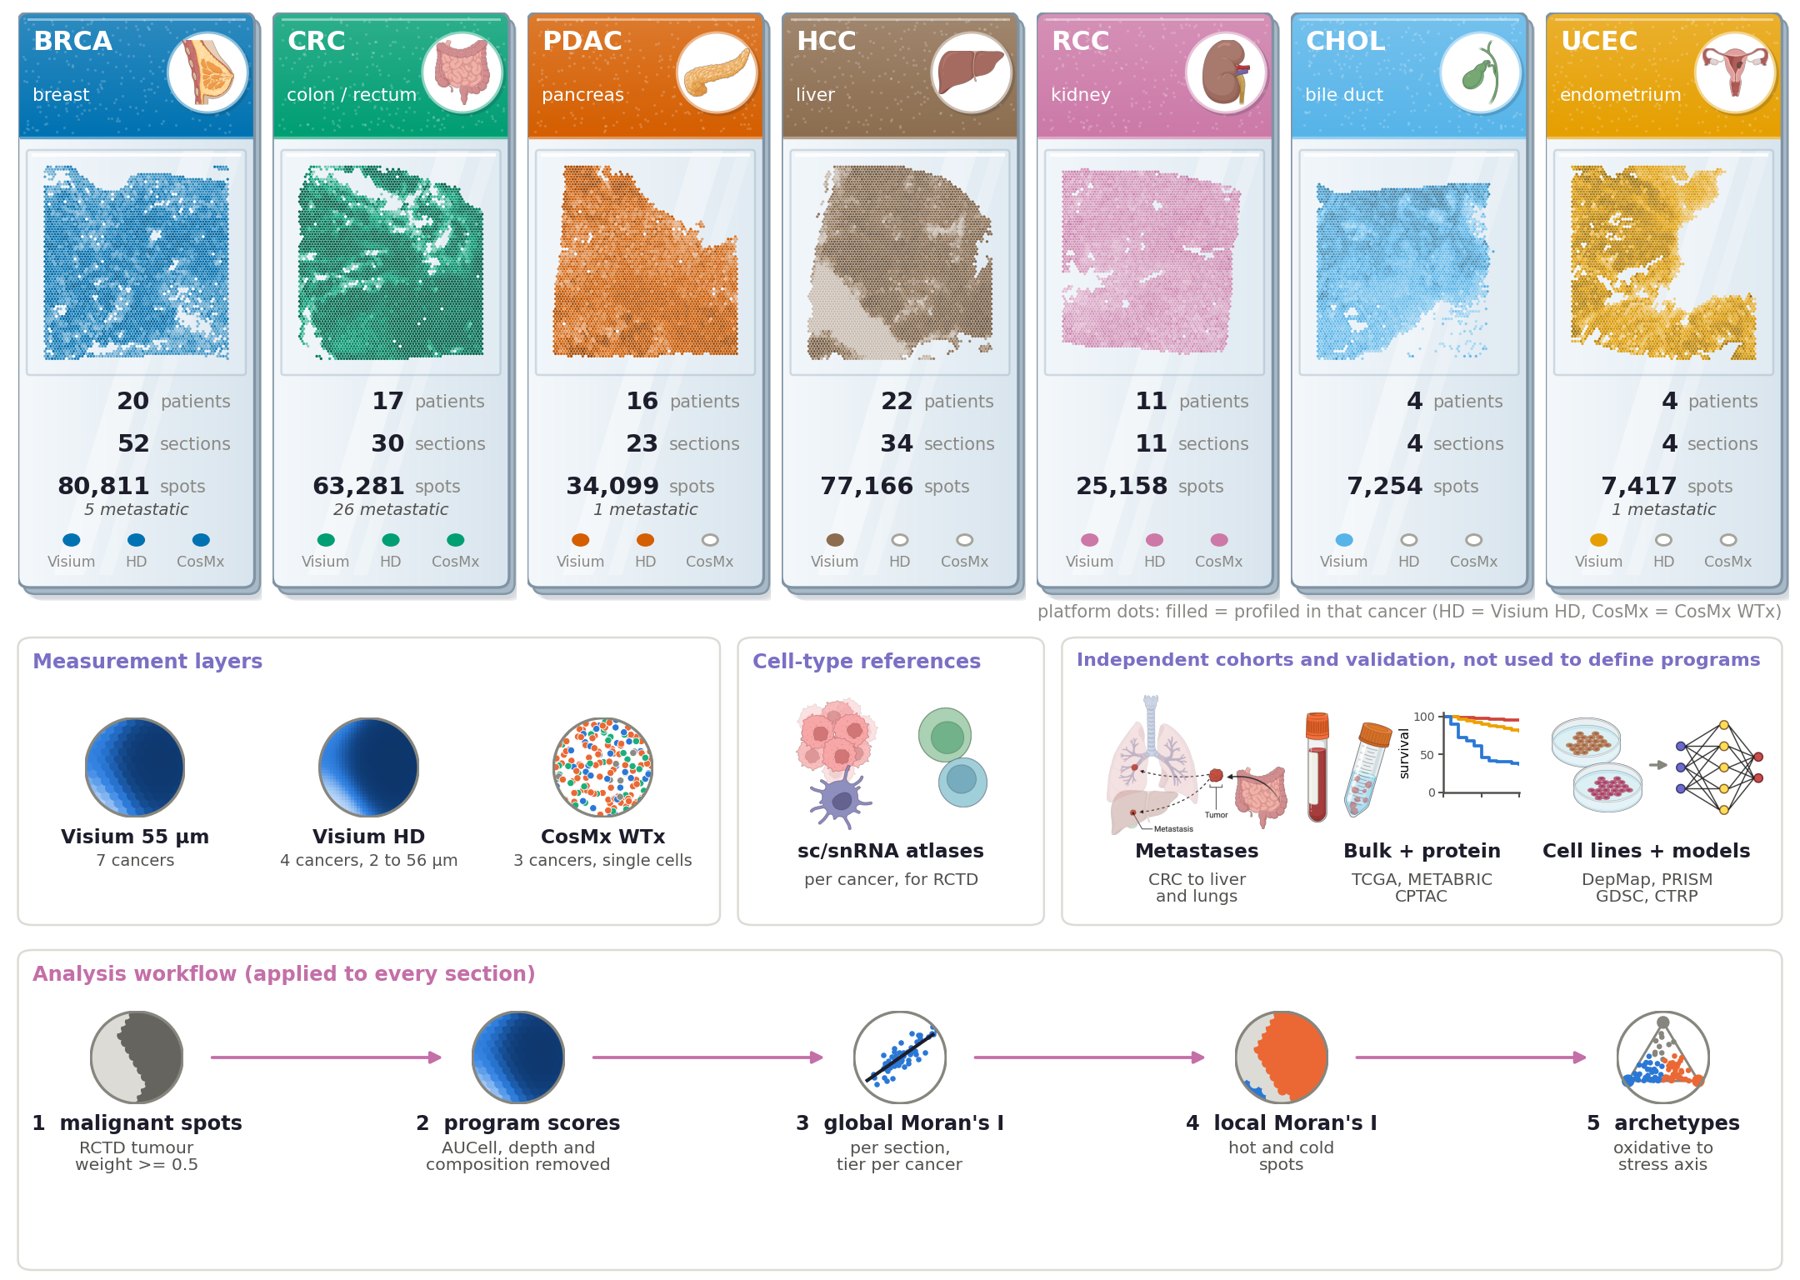 BRCA
breast
20 patients
52 sections
80,811 spots
5 metastatic
Visium HD CosMx
CRC
colon / rectum
17 patients
30 sections
63,281 spots
26 metastatic
Visium HD CosMx
PDAC
pancreas
16 patients
23 sections
34,099 spots
1 metastatic
Visium HD CosMx
HCC
liver
22 patients
34 sections
77,166 spots
Visium HD CosMx
RCC
kidney
11 patients
11 sections
25,158 spots
Visium HD CosMx
CHOL
bile duct
4 patients
4 sections
7,254 spots
Visium HD CosMx
UCEC
endometrium
4 patients
4 sections
7,417 spots
1 metastatic
Visium HD CosMx
platform dots: filled = profiled in that cancer (HD = Visium HD, CosMx = CosMx WTx)
Measurement layers
Visium 55 µm
7 cancers
Visium HD
4 cancers, 2 to 56 µm
CosMx WTx
3 cancers, single cells
Cell-type references
sc/snRNA atlases
per cancer, for RCTD
Independent cohorts and validation, not used to define programs
Tumor
Metastasis
Metastases
CRC to liver
and lungs
survival
100
50
0
Bulk + protein
TCGA, METABRIC
CPTAC
Cell lines + models
DepMap, PRISM
GDSC, CTRP
Analysis workflow (applied to every section)
1 malignant spots
RCTD tumour
weight >= 0.5
2 program scores
AUCell, depth and
composition removed
3 global Moran's I
per section,
tier per cancer
4 local Moran's I
hot and cold
spots
5 archetypes
oxidative to
stress axis